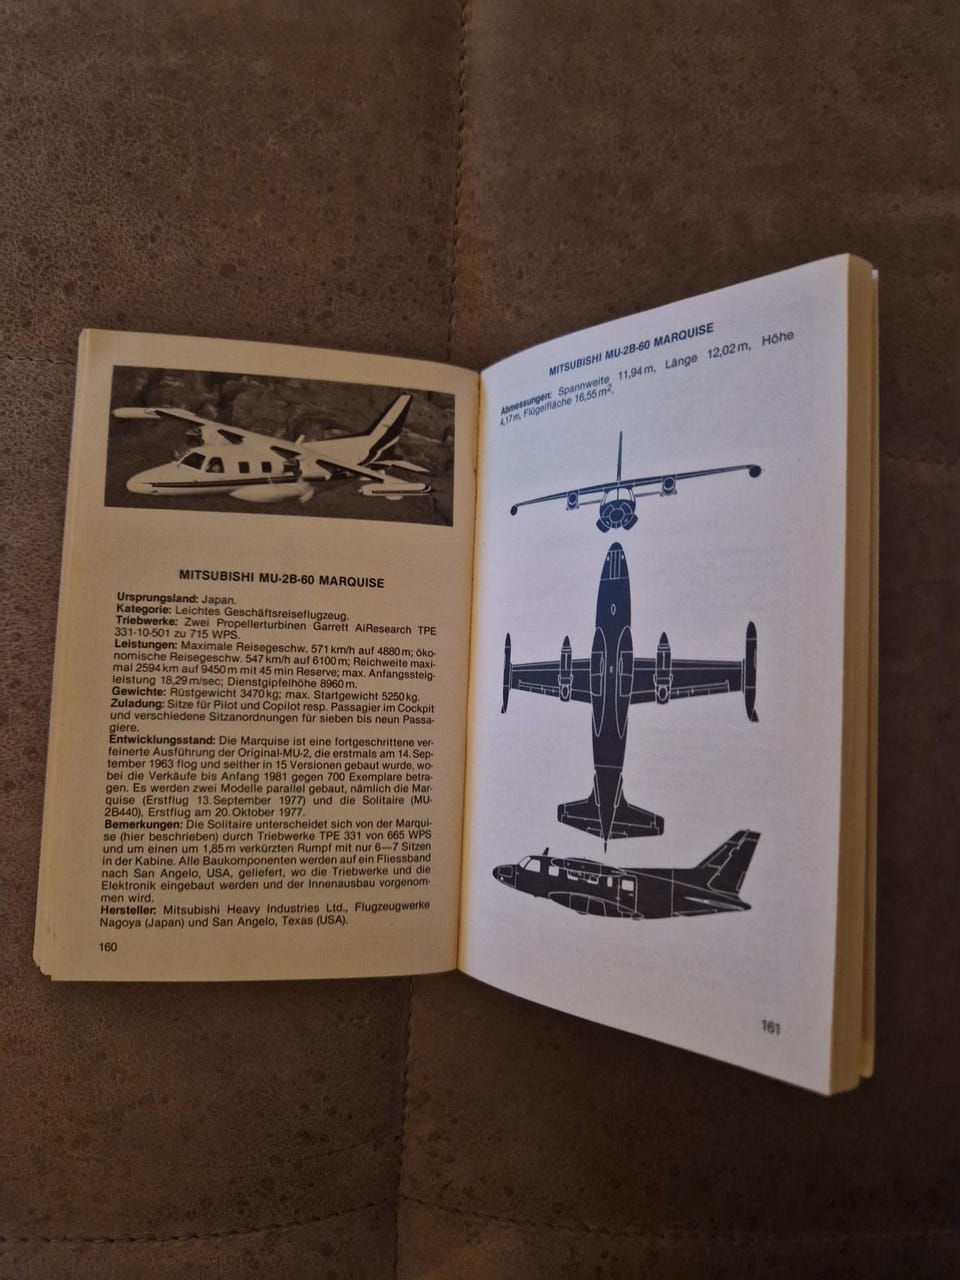 MITSUBISHI MU-2B-60 MARQUISE
Ursprungsland: Japan.
Kategorie: Leichtes Geschäftsreiseflugzeug.
Triebwerke: Zwei Propellerturbinen Garrett AiResearch TPE
331-10-501 zu 715 WPS.
Leistungen: Maximale Reisegeschw. 571 km/h auf 4880 m; öko-
nomische Reisegeschw. 547 km/h auf 6100 m; Reichweite maxi-
mal 2594 km auf 9450 m mit 45 min Reserve; max. Anfangssteig-
leistung 18,29 m/sec; Dienstgipfelhöhe 8960 m.
Gewichte: Rüstgewicht 3470 kg; max. Startgewicht 5250 kg.
Zuladung: Sitze für Pilot und Copilot resp. Passagier im Cockpit
und verschiedene Sitzanordnungen für sieben bis neun Passa-
giere.
Entwicklungsstand: Die Marquise ist eine fortgeschrittene ver-
feinerte Ausführung der Original-MU-2, die erstmals am 14. Sep-
tember 1963 flog und seither in 15 Versionen gebaut wurde, wo-
bei die Verkäufe bis Anfang 1981 gegen 700 Exemplare betra-
gen. Es werden zwei Modelle parallel gebaut, nämlich die Mar-
quise (Erstflug 13. September 1977) und die Solitaire (MU-
2B440), Erstflug am 20. Oktober 1977.
Bemerkungen: Die Solitaire unterscheidet sich von der Marqui-
se (hier beschrieben) durch Triebwerke TPE 331 von 665 WPS
und um einen um 1,85 m verkürzten Rumpf mit nur 6—7 Sitzen
in der Kabine. Alle Baukomponenten werden auf ein Fliessband
nach San Angelo, USA, geliefert, wo die Triebwerke und die
Elektronik eingebaut werden und der Innenausbau vorgenom-
men wird.
Hersteller: Mitsubishi Heavy Industries Ltd., Flugzeugwerke
Nagoya (Japan) und San Angelo, Texas (USA).
160
MITSUBISHI MU-2B-60 MARQUISE
Abmessungen: Spannweite 11,94 m, Länge 12,02 m, Höhe
4,17 m, Flügelfläche 16,55 m².
161